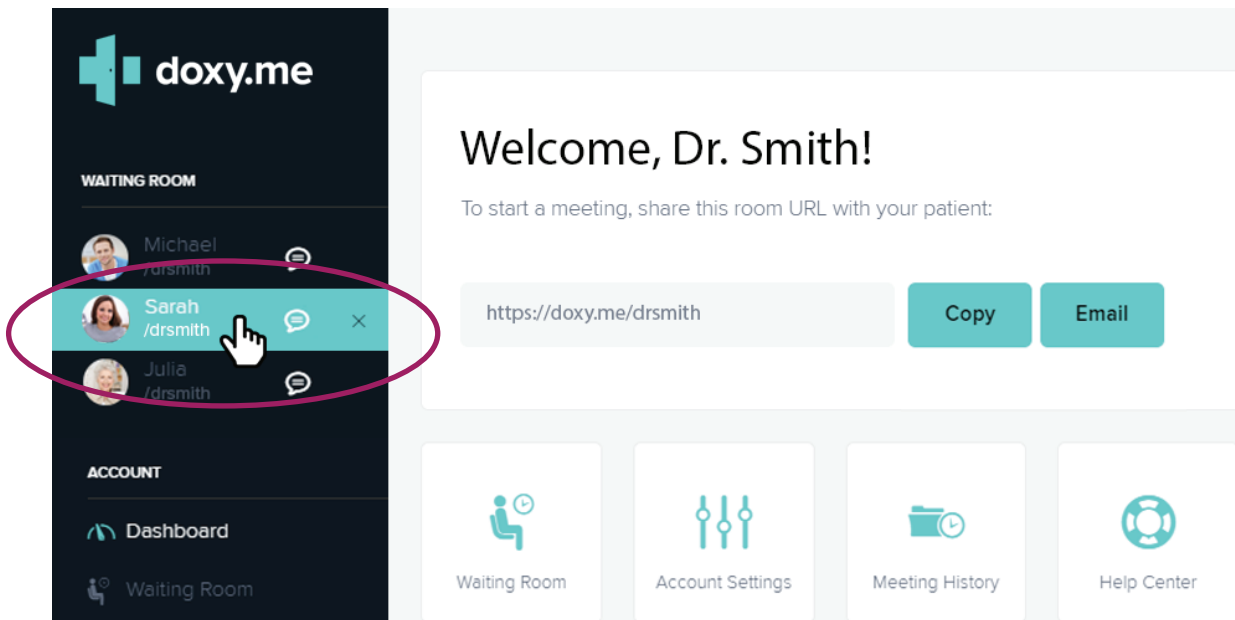 doxy.me
WAITING ROOM
Michael
/drsmith
Sarah
/drsmith
Julia
/drsmith
ACCOUNT
Dashboard
Waiting Room
Welcome, Dr. Smith!
To start a meeting, share this room URL with your patient:
https://doxy.me/drsmith
Copy
Email
Waiting Room
Account Settings
Meeting History
Help Center